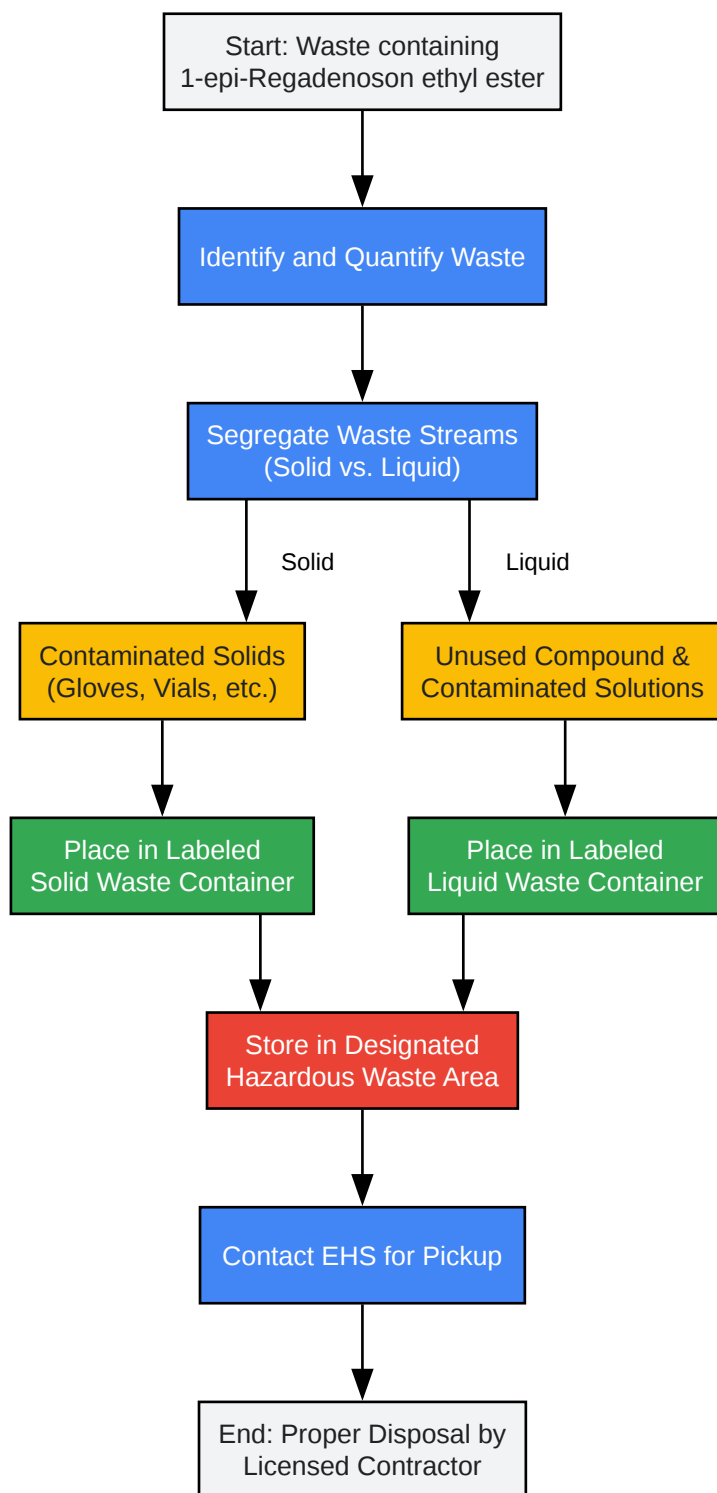 Start: Waste containing
1-epi-Regadenoson ethyl ester
Identify and Quantify Waste
Segregate Waste Streams
(Solid vs. Liquid)
Solid
Liquid
Contaminated Solids
(Gloves, Vials, etc.)
Unused Compound &
Contaminated Solutions
Place in Labeled
Solid Waste Container
Place in Labeled
Liquid Waste Container
Store in Designated
Hazardous Waste Area
Contact EHS for Pickup
End: Proper Disposal by
Licensed Contractor